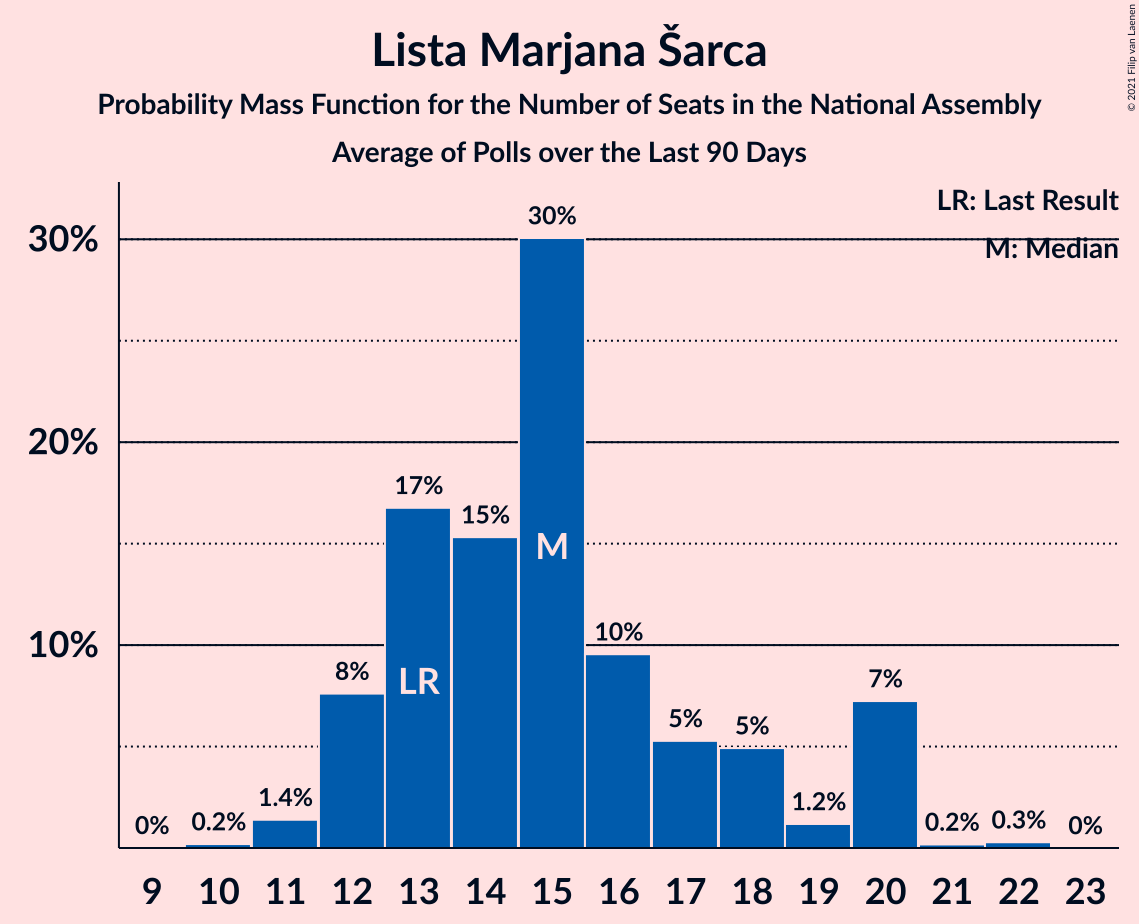 Lista Marjana Šarca
Probability Mass Function for the Number of Seats in the National Assembly
Average of Polls over the Last 90 Days
© 2021 Filip van Laenen
LR: Last Result
M: Median
30%
20%
10%
0%
0.2%
1.4%
8%
17%
15%
30%
10%
5%
5%
1.2%
7%
0.2%
0.3%
0%
LR
M
9 10 11 12 13 14 15 16 17 18 19 20 21 22 23